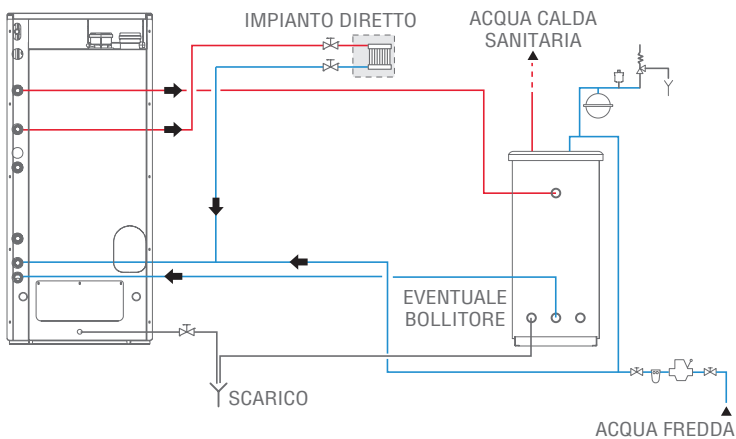 IMPIANTO DIRETTO
ACQUA CALDA
SANITARIA
EVENTUALE
BOLLITORE
SCARICO
ACQUA FREDDA